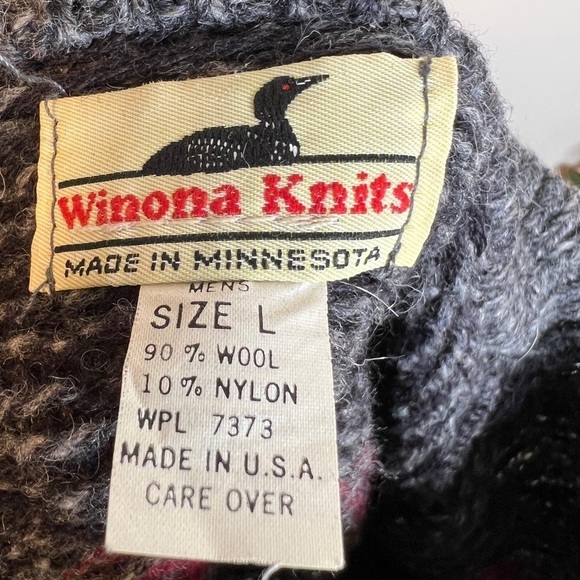 Winona Knits
MADE IN MINNESOTA
MENS
SIZE L
90% WOOL
10% NYLON
WPL 7373
MADE IN U.S.A.
CARE OVER